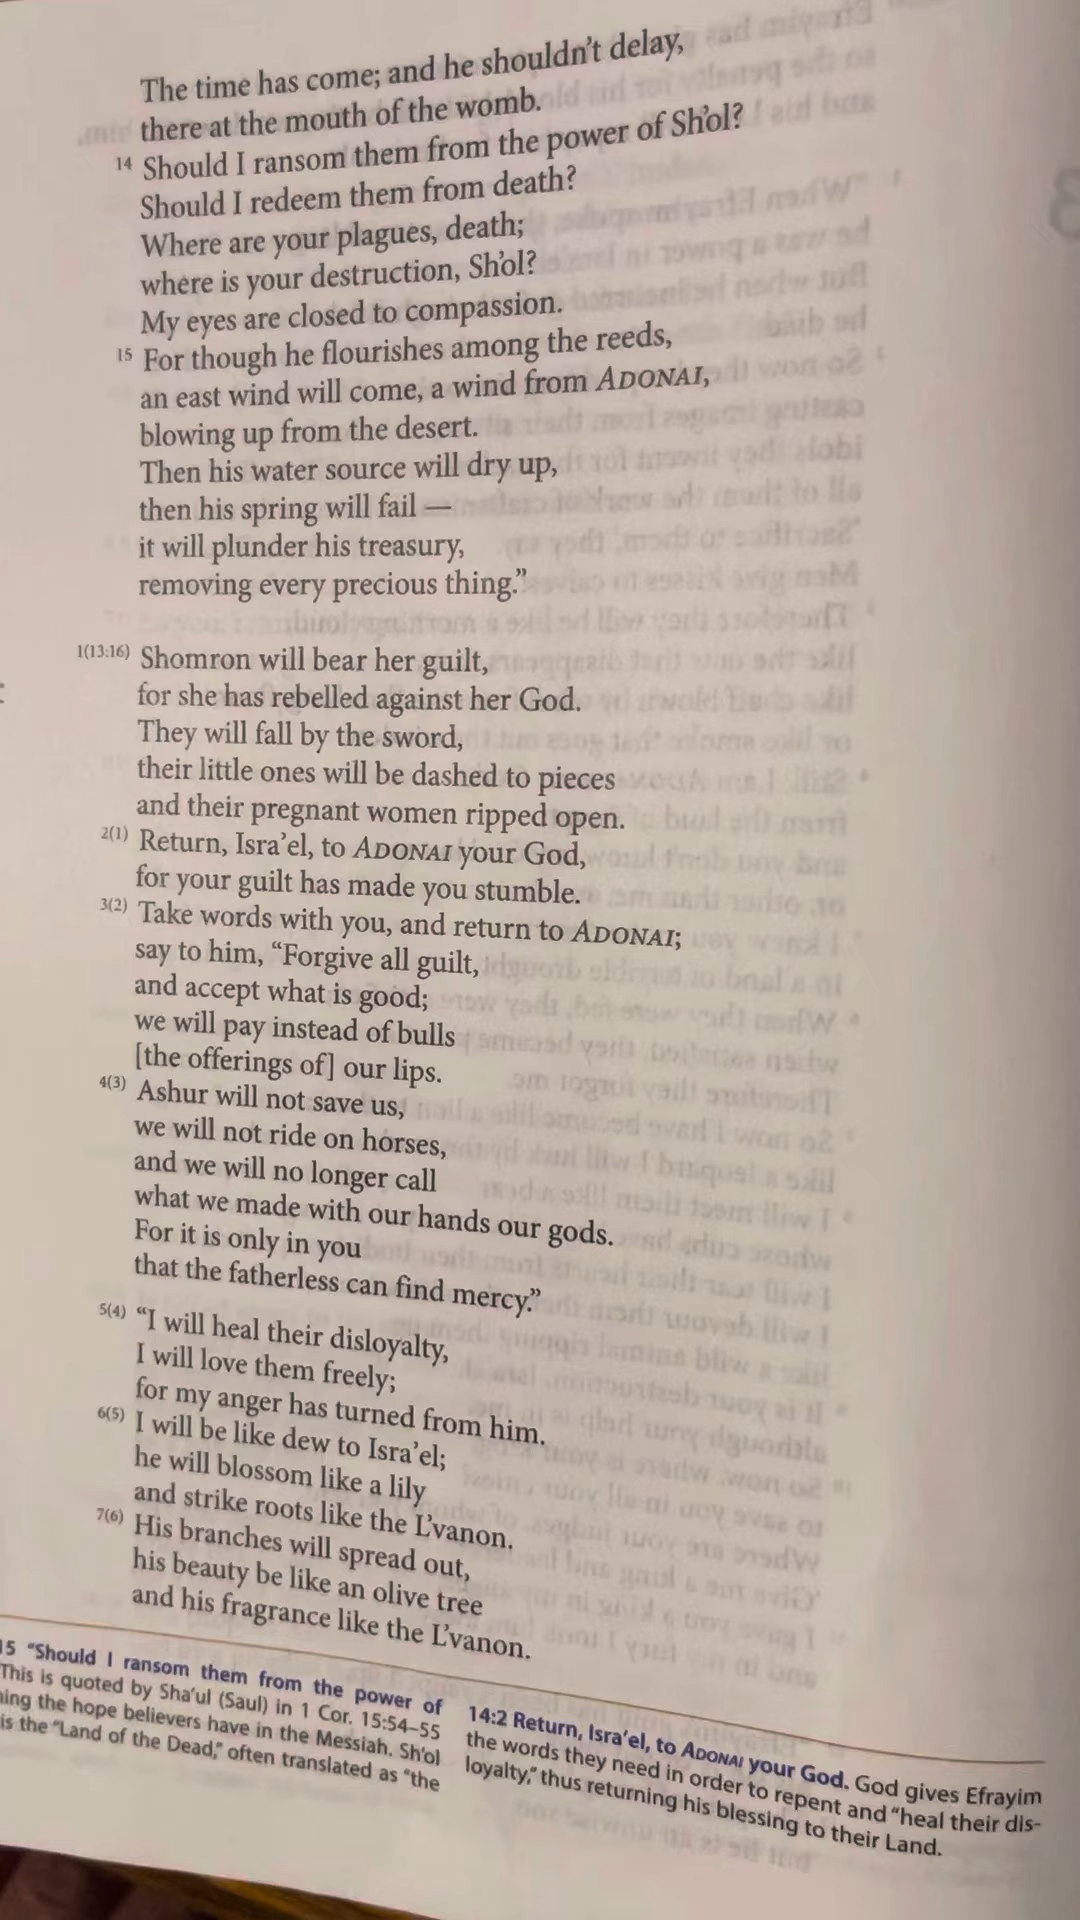 The time has come; and he shouldn’t delay,
there at the mouth of the womb.
14 Should I ransom them from the power of Sh’ol?
Should I redeem them from death?
Where are your plagues, death;
where is your destruction, Sh’ol?
My eyes are closed to compassion.
15 For though he flourishes among the reeds,
an east wind will come, a wind from ADONAI,
blowing up from the desert.
Then his water source will dry up,
then his spring will fail —
it will plunder his treasury,
removing every precious thing.”
1(13:16) Shomron will bear her guilt,
for she has rebelled against her God.
They will fall by the sword,
their little ones will be dashed to pieces
and their pregnant women ripped open.
2(1) Return, Isra’el, to ADONAI your God,
for your guilt has made you stumble.
3(2) Take words with you, and return to ADONAI;
say to him, “Forgive all guilt,
and accept what is good;
we will pay instead of bulls
[the offerings of] our lips.
4(3) Ashur will not save us,
we will not ride on horses,
and we will no longer call
what we made with our hands our gods.
For it is only in you
that the fatherless can find mercy.”
5(4) “I will heal their disloyalty,
I will love them freely;
for my anger has turned from him.
6(5) I will be like dew to Isra’el;
he will blossom like a lily
and strike roots like the L’vanon.
7(6) His branches will spread out,
his beauty be like an olive tree
and his fragrance like the L’vanon.
15 “Should I ransom them from the power of
This is quoted by Sha’ul (Saul) in 1 Cor. 15:54–55
the hope believers have in the Messiah. Sh’ol
is the “Land of the Dead,” often translated as “the
14:2 Return, Isra’el, to ADONAI your God. God gives Efrayim
the words they need in order to repent and “heal their dis-
loyalty,” thus returning his blessing to their Land.